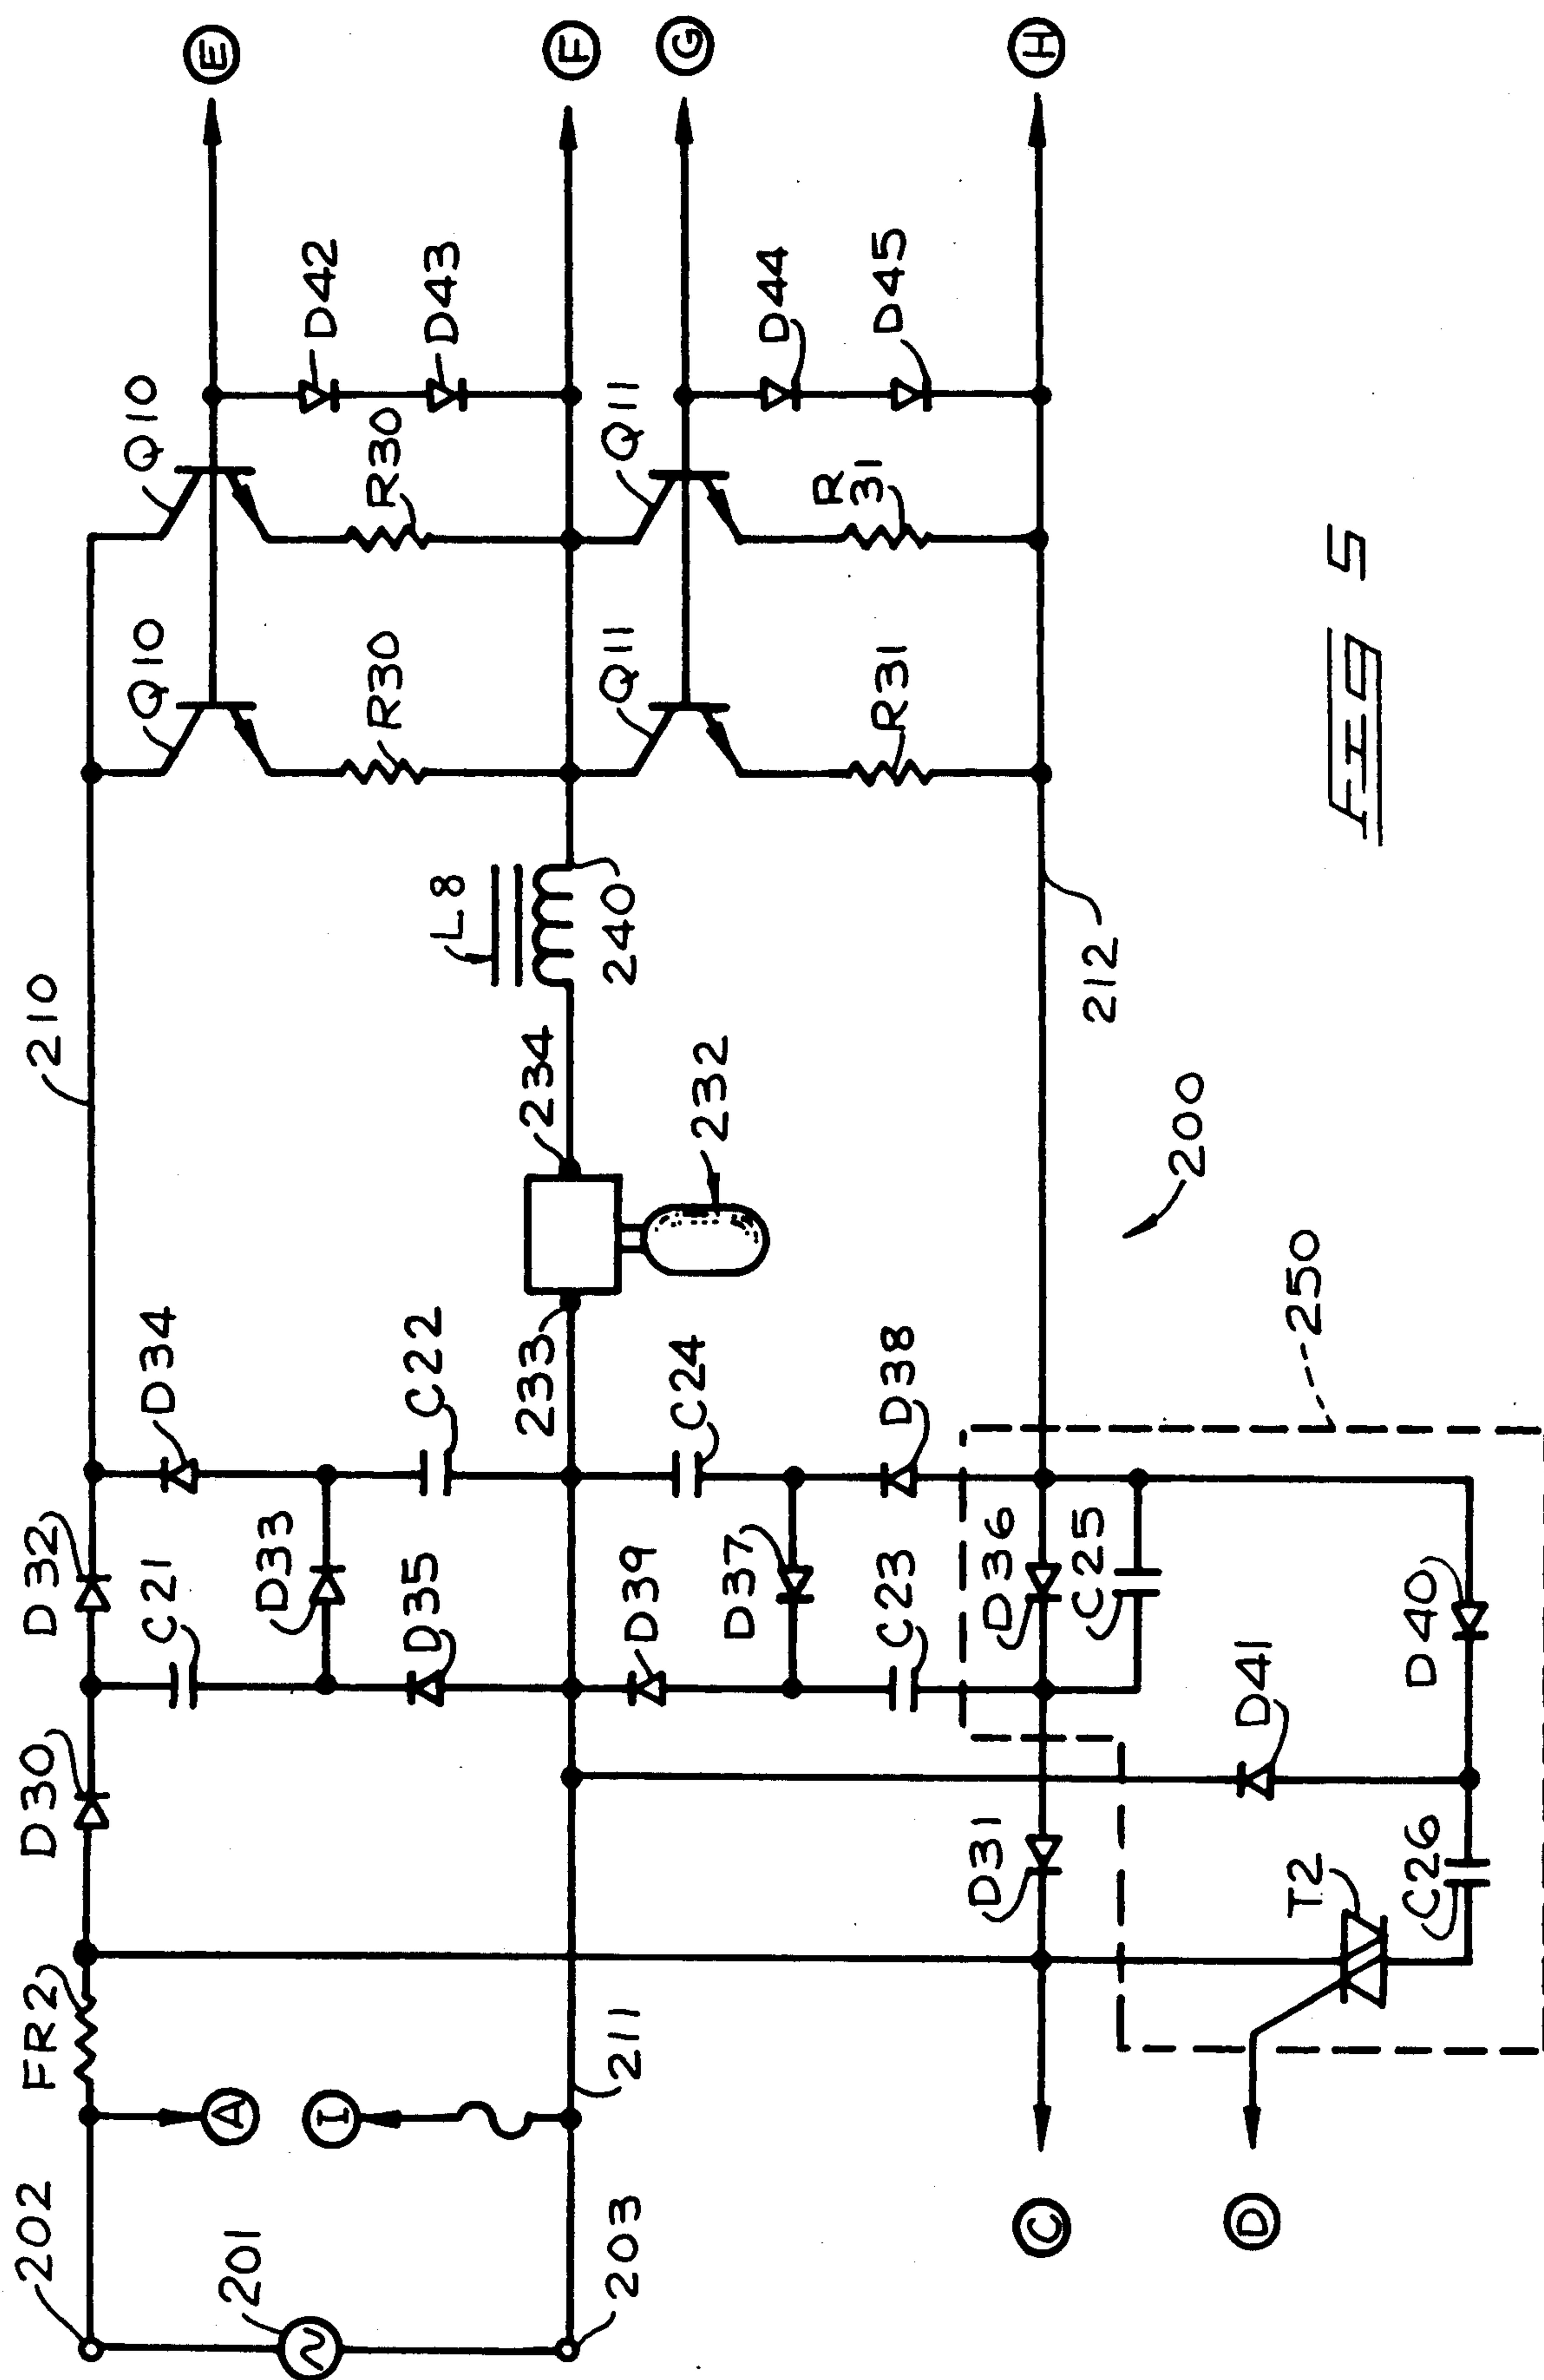 202
201
203
FR2
A
I
211
C
D
D30
D32
C21
D33
D35
D34
C22
210
D39
D37
C23
C24
D38
D31
D36
C25
D41
D40
T2
C26
250
200
233
234
232
L8
240
212
Q10
R30
Q10
R30
Q11
R31
Q11
R
31
D42
D43
D44
D45
E
F
G
H
FIG 5